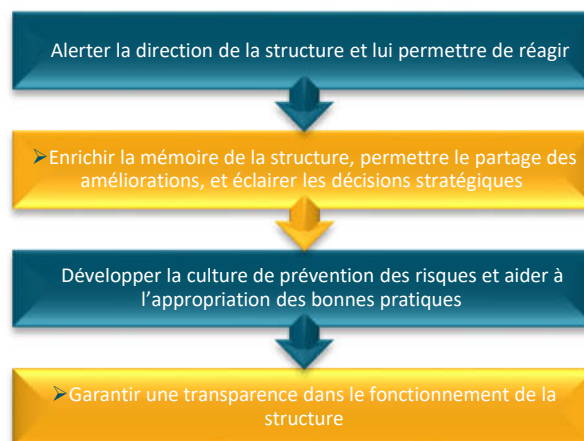 Alerter la direction de la structure et lui permettre de réagir
➢Enrichir la mémoire de la structure, permettre le partage des
améliorations, et éclairer les décisions stratégiques
Développer la culture de prévention des risques et aider à
l’appropriation des bonnes pratiques
➢Garantir une transparence dans le fonctionnement de la
structure